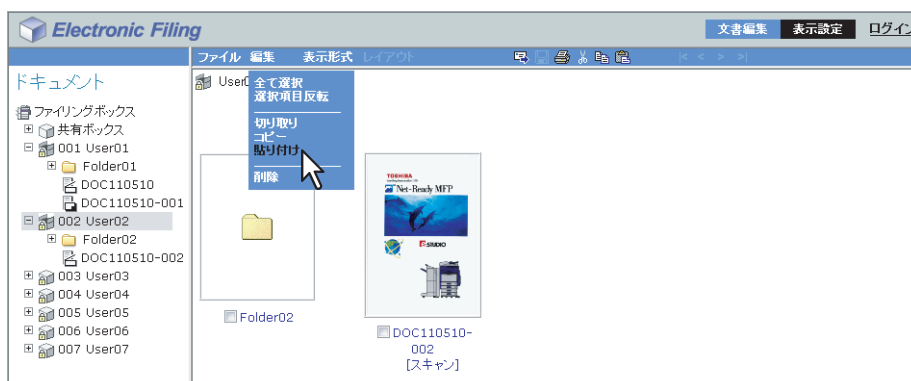 Electronic Filing
文書編集 表示設定 ログイン
ファイル 編集 表示形式 レイアウト |< < > >|
ドキュメント
ファイリングボックス
共有ボックス
001 User01
Folder01
DOC110510
DOC110510-001
002 User02
Folder02
DOC110510-002
003 User03
004 User04
005 User05
006 User06
007 User07
全て選択
選択項目反転
切り取り
コピー
貼り付け
削除
TOSHIBA
Net-Ready MFP
STUDIO
Folder02
DOC110510-
002
[スキャン]